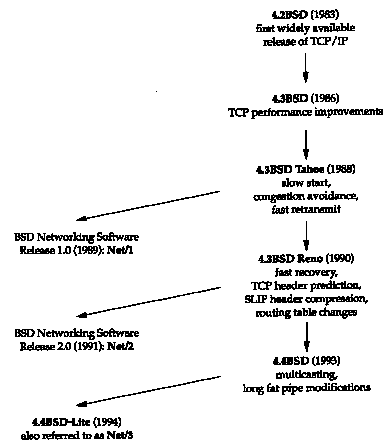 4.2BSD (1983)
first widely available
release of TCP/IP
4.3BSD (1986)
TCP performance improvements
4.3BSD Tahoe (1988)
slow start,
congestion avoidance,
fast retransmit
BSD Networking Software
Release 1.0 (1989): Net/1
4.3BSD Reno (1990)
fast recovery,
TCP header prediction,
SLIP header compression,
routing table changes
BSD Networking Software
Release 2.0 (1991): Net/2
4.4BSD (1993)
multicasting,
long fat pipe modifications
4.4BSD-Lite (1994)
also referred to as Net/3